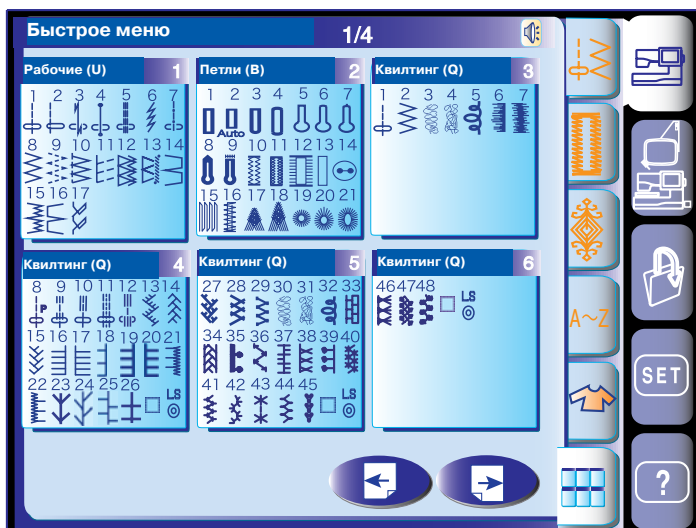 Быстрое меню 1/4
Рабочие (U) 1
1 2 3 4 5 6 7
8 9 10 11 12 13 14
15 16 17
Петли (B) 2
1 2 3 4 5 6 7
Auto
8 9 10 11 12 13 14
15 16 17 18 19 20 21
Квилтинг (Q) 3
1 2 3 4 5 6 7
Квилтинг (Q) 4
8 9 10 11 12 13 14
P
15 16 17 18 19 20 21
22 23 24 25 26
LS
Квилтинг (Q) 5
27 28 29 30 31 32 33
34 35 36 37 38 39 40
41 42 43 44 45
LS
Квилтинг (Q) 6
46 47 48
LS
A~Z
SET
?